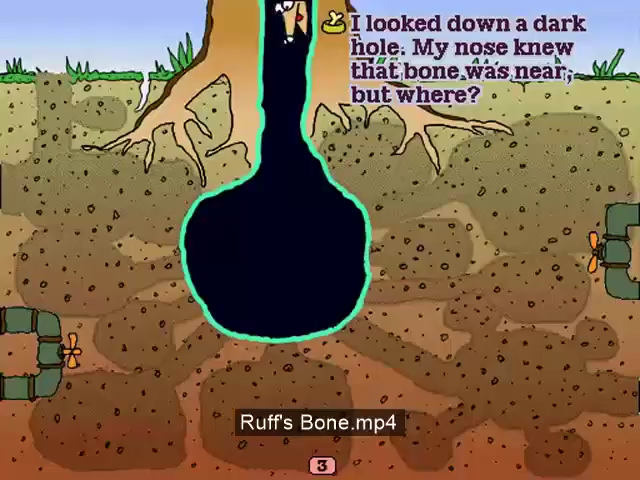 I looked down a dark
hole. My nose knew
that bone was near,
but where?
Ruff's Bone.mp4
3